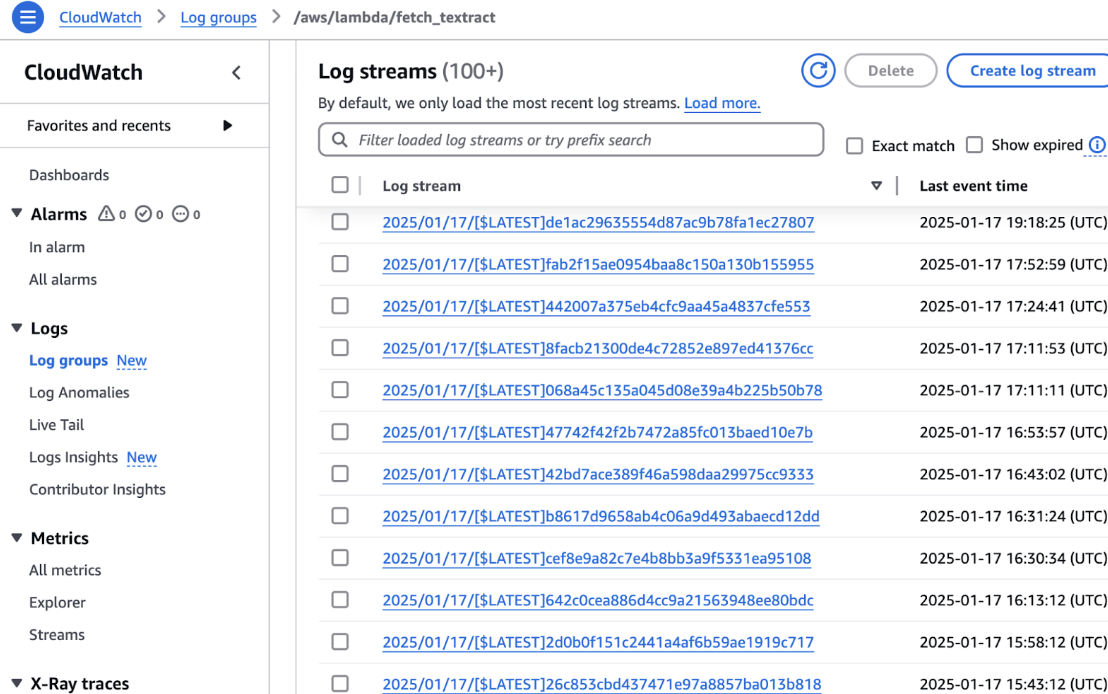 CloudWatch > Log groups > /aws/lambda/fetch_textract
CloudWatch
Favorites and recents
Dashboards
Alarms 0 0 0
In alarm
All alarms
Logs
Log groups New
Log Anomalies
Live Tail
Logs Insights New
Contributor Insights
Metrics
All metrics
Explorer
Streams
X-Ray traces
Log streams (100+)
Delete
Create log stream
By default, we only load the most recent log streams. Load more.
Filter loaded log streams or try prefix search
Exact match
Show expired
Log stream Last event time
2025/01/17/[$LATEST]de1ac29635554d87ac9b78fa1ec27807 2025-01-17 19:18:25 (UTC)
2025/01/17/[$LATEST]fab2f15ae0954baa8c150a130b155955 2025-01-17 17:52:59 (UTC)
2025/01/17/[$LATEST]442007a375eb4cfc9aa45a4837cfe553 2025-01-17 17:24:41 (UTC)
2025/01/17/[$LATEST]8facb21300de4c72852e897ed41376cc 2025-01-17 17:11:53 (UTC)
2025/01/17/[$LATEST]068a45c135a045d08e39a4b225b50b78 2025-01-17 17:11:11 (UTC)
2025/01/17/[$LATEST]47742f42f2b7472a85fc013baed10e7b 2025-01-17 16:53:57 (UTC)
2025/01/17/[$LATEST]42bd7ace389f46a598daa29975cc9333 2025-01-17 16:43:02 (UTC)
2025/01/17/[$LATEST]b8617d9658ab4c06a9d493abaecd12dd 2025-01-17 16:31:24 (UTC)
2025/01/17/[$LATEST]cef8e9a82c7e4b8bb3a9f5331ea95108 2025-01-17 16:30:34 (UTC)
2025/01/17/[$LATEST]642c0cea886d4cc9a21563948ee80bdc 2025-01-17 16:13:12 (UTC)
2025/01/17/[$LATEST]2d0b0f151c2441a4af6b59ae1919c717 2025-01-17 15:58:12 (UTC)
2025/01/17/[$LATEST]26c853cbd437471e97a8857ba013b818 2025-01-17 15:43:12 (UTC)